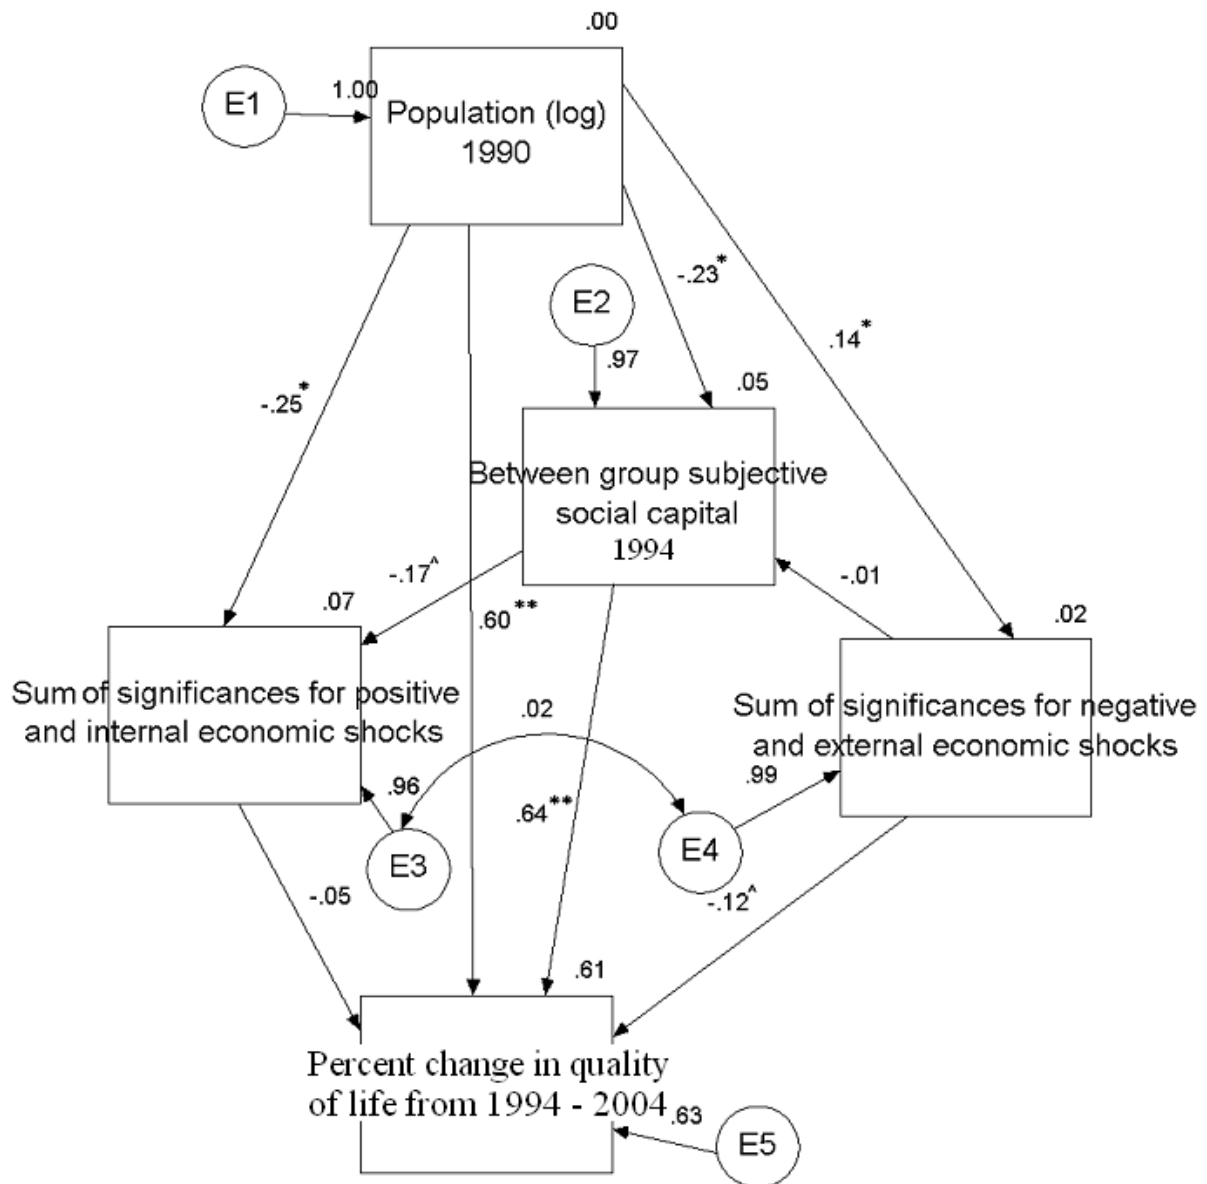 .00
E1
1.00
Population (log)
1990
-.23*
E2
.14*
.97
.05
-.25*
Between group subjective
social capital
1994
-.17^
-.01
.07
.60**
.02
Sum of significances for positive
and internal economic shocks
.02
Sum of significances for negative
and external economic shocks
.96
.99
.64**
E3
E4
-.05
-.12^
.61
Percent change in quality
of life from 1994 - 2004
.63
E5